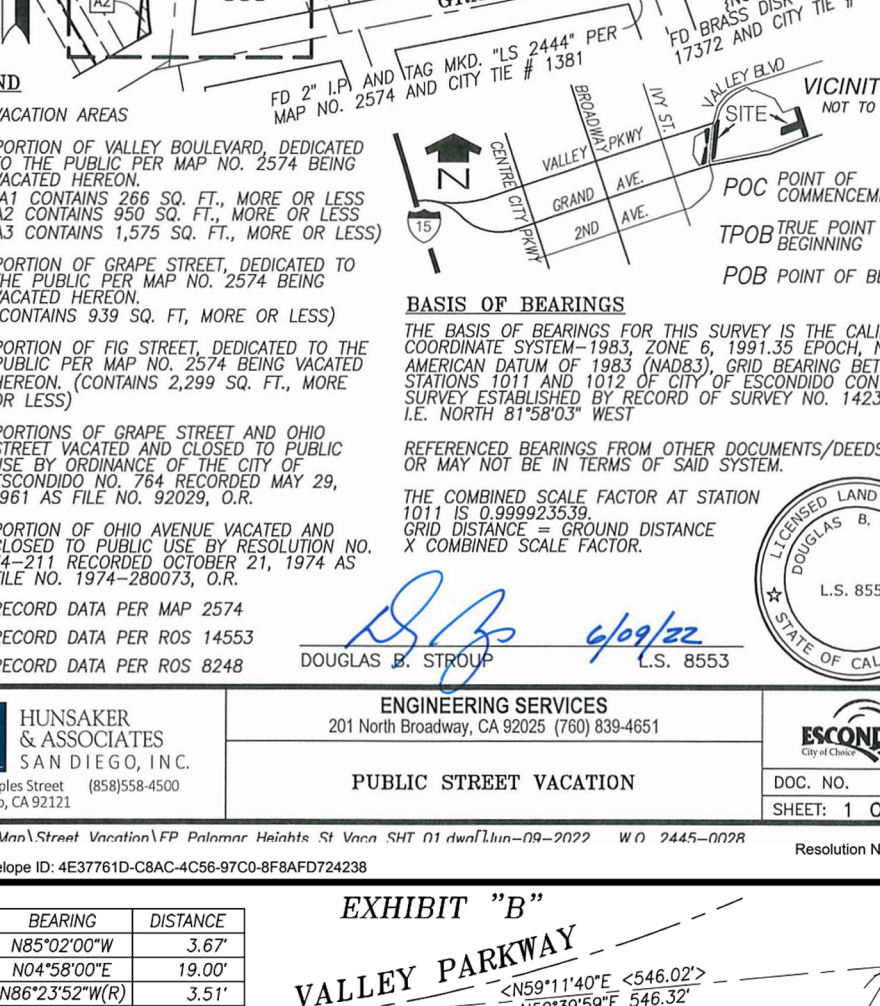 A2
FD 2" I.P. AND TAG MKD. "LS 2444" PER
MAP NO. 2574 AND CITY TIE # 1381
FD BRASS DISK
17372 AND CITY TIE #
ND
VACATION AREAS
PORTION OF VALLEY BOULEVARD, DEDICATED
TO THE PUBLIC PER MAP NO. 2574 BEING
VACATED HEREON.
A1 CONTAINS 266 SQ. FT., MORE OR LESS
A2 CONTAINS 950 SQ. FT., MORE OR LESS
A3 CONTAINS 1,575 SQ. FT., MORE OR LESS)
PORTION OF GRAPE STREET, DEDICATED TO
THE PUBLIC PER MAP NO. 2574 BEING
VACATED HEREON.
CONTAINS 939 SQ. FT, MORE OR LESS)
PORTION OF FIG STREET, DEDICATED TO THE
PUBLIC PER MAP NO. 2574 BEING VACATED
HEREON. (CONTAINS 2,299 SQ. FT., MORE
OR LESS)
PORTIONS OF GRAPE STREET AND OHIO
STREET VACATED AND CLOSED TO PUBLIC
USE BY ORDINANCE OF THE CITY OF
ESCONDIDO NO. 764 RECORDED MAY 29,
1961 AS FILE NO. 92029, O.R.
PORTION OF OHIO AVENUE VACATED AND
CLOSED TO PUBLIC USE BY RESOLUTION NO.
74-211 RECORDED OCTOBER 21, 1974 AS
FILE NO. 1974-280073, O.R.
RECORD DATA PER MAP 2574
RECORD DATA PER ROS 14553
RECORD DATA PER ROS 8248
VICINIT
NOT TO
VALLEY BLVD
SITE
IVY ST.
BROADWAY
CENTRE CITY PKWY
VALLEY PKWY
GRAND AVE.
2ND AVE.
N
15
POC POINT OF
COMMENCEM
TPOB TRUE POINT
BEGINNING
POB POINT OF BE
BASIS OF BEARINGS
THE BASIS OF BEARINGS FOR THIS SURVEY IS THE CALI
COORDINATE SYSTEM-1983, ZONE 6, 1991.35 EPOCH, N
AMERICAN DATUM OF 1983 (NAD83), GRID BEARING BET
STATIONS 1011 AND 1012 OF CITY OF ESCONDIDO CON
SURVEY ESTABLISHED BY RECORD OF SURVEY NO. 1423
I.E. NORTH 81°58'03" WEST
REFERENCED BEARINGS FROM OTHER DOCUMENTS/DEEDS
OR MAY NOT BE IN TERMS OF SAID SYSTEM.
THE COMBINED SCALE FACTOR AT STATION
1011 IS 0.999923539.
GRID DISTANCE = GROUND DISTANCE
X COMBINED SCALE FACTOR.
6/09/22
DOUGLAS B. STROUP L.S. 8553
LICENSED LAND
DOUGLAS B.
L.S. 855
STATE OF CAL
HUNSAKER
& ASSOCIATES
SAN DIEGO, INC.
ples Street (858)558-4500
o, CA 92121
ENGINEERING SERVICES
201 North Broadway, CA 92025 (760) 839-4651
PUBLIC STREET VACATION
ESCOND
City of Choice
DOC. NO.
SHEET: 1
Map\Street Vacation\EP Palomar Heights St Vaca SHT 01.dwg[]Jun-09-2022 W.O. 2445-0028
Resolution N
elope ID: 4E37761D-C8AC-4C56-97C0-8F8AFD724238
EXHIBIT "B"
BEARING DISTANCE
N85°02'00"W 3.67'
N04°58'00"E 19.00'
N86°23'52"W(R) 3.51'
VALLEY PARKWAY
<N59°11'40"E <546.02'>
546.32'